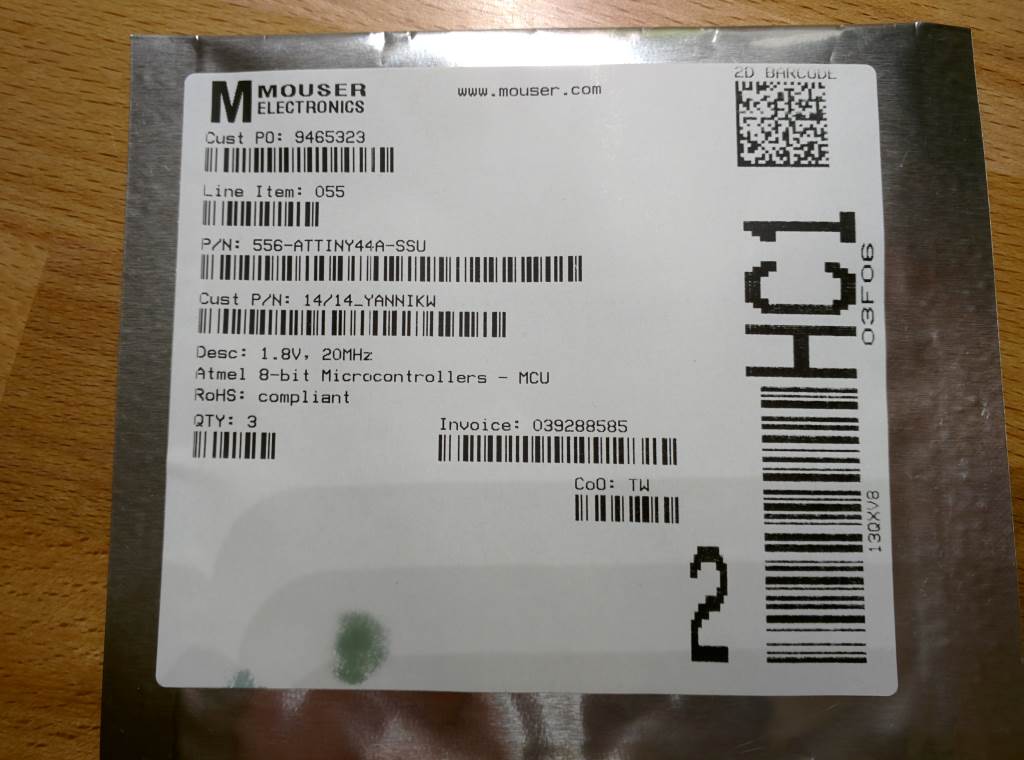 MOUSER
ELECTRONICS
www.mouser.com
2D BARCODE
Cust PO: 9465323
Line Item: 055
P/N: 556-ATTINY44A-SSU
Cust P/N: 14/14_YANNIKW
Desc: 1.8V, 20MHz
Atmel 8-bit Microcontrollers - MCU
RoHS: compliant
QTY: 3
Invoice: 039288585
CoO: TW
HC1
03F06
13QXV8
2